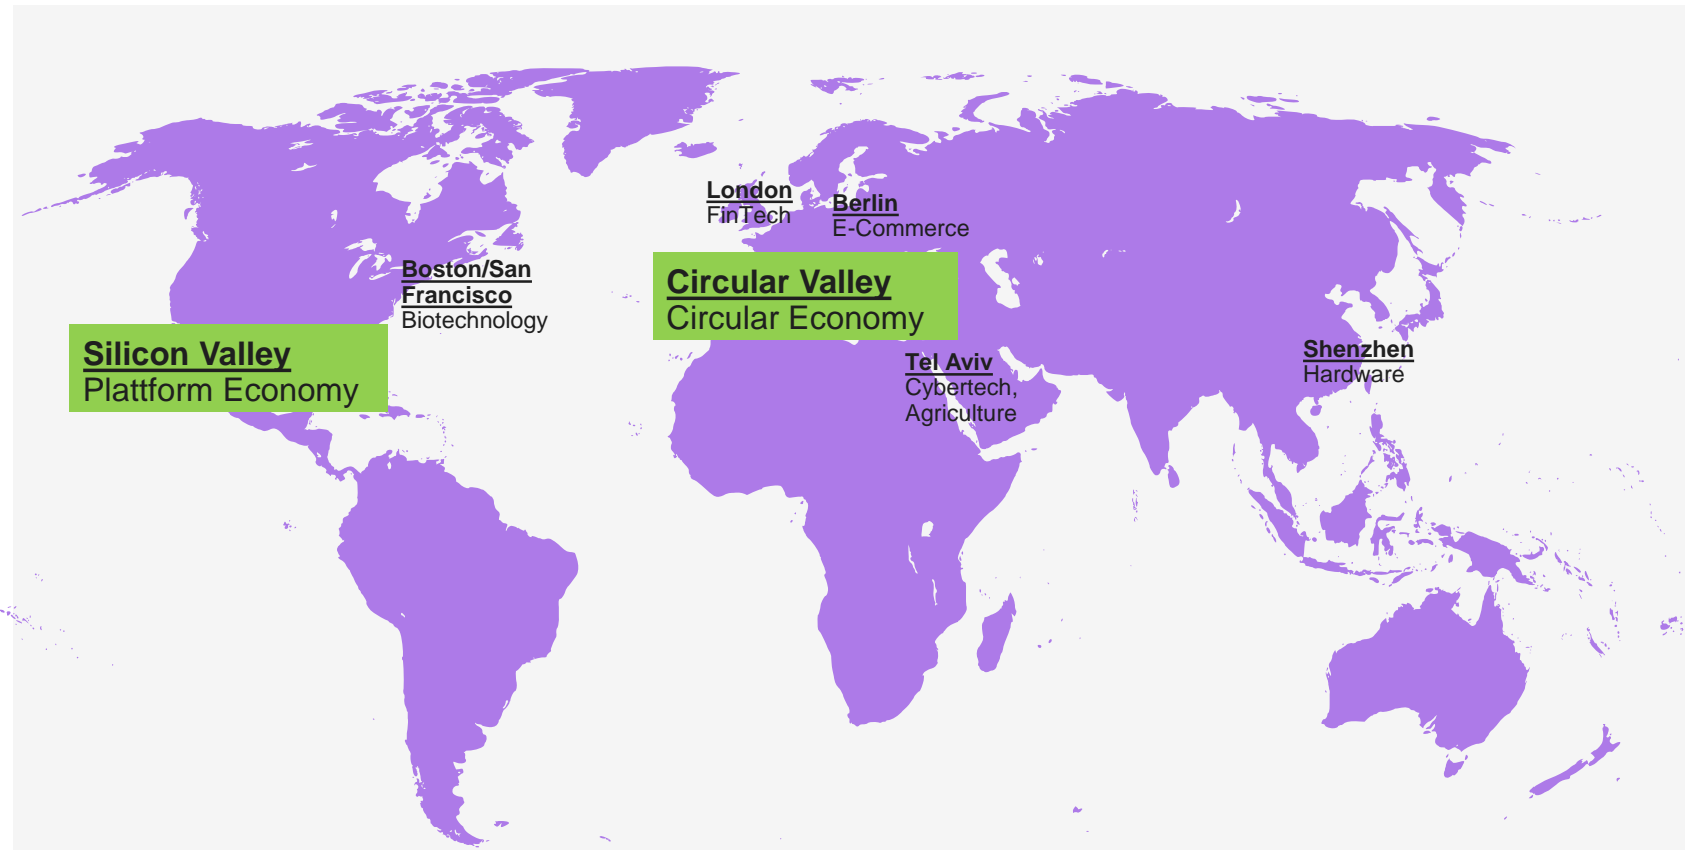 London
FinTech
Berlin
E-Commerce
Boston/San
Francisco
Biotechnology
Circular Valley
Circular Economy
Silicon Valley
Plattform Economy
Tel Aviv
Cybertech,
Agriculture
Shenzhen
Hardware